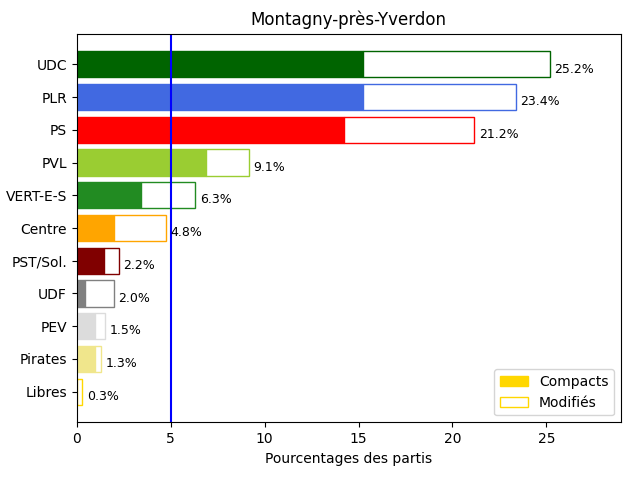 Montagny-près-Yverdon
UDC 25.2%
PLR 23.4%
PS 21.2%
PVL 9.1%
VERT-E-S 6.3%
Centre 4.8%
PST/Sol. 2.2%
UDF 2.0%
PEV 1.5%
Pirates 1.3%
Libres 0.3%
Compacts
Modifiés
0 5 10 15 20 25
Pourcentages des partis